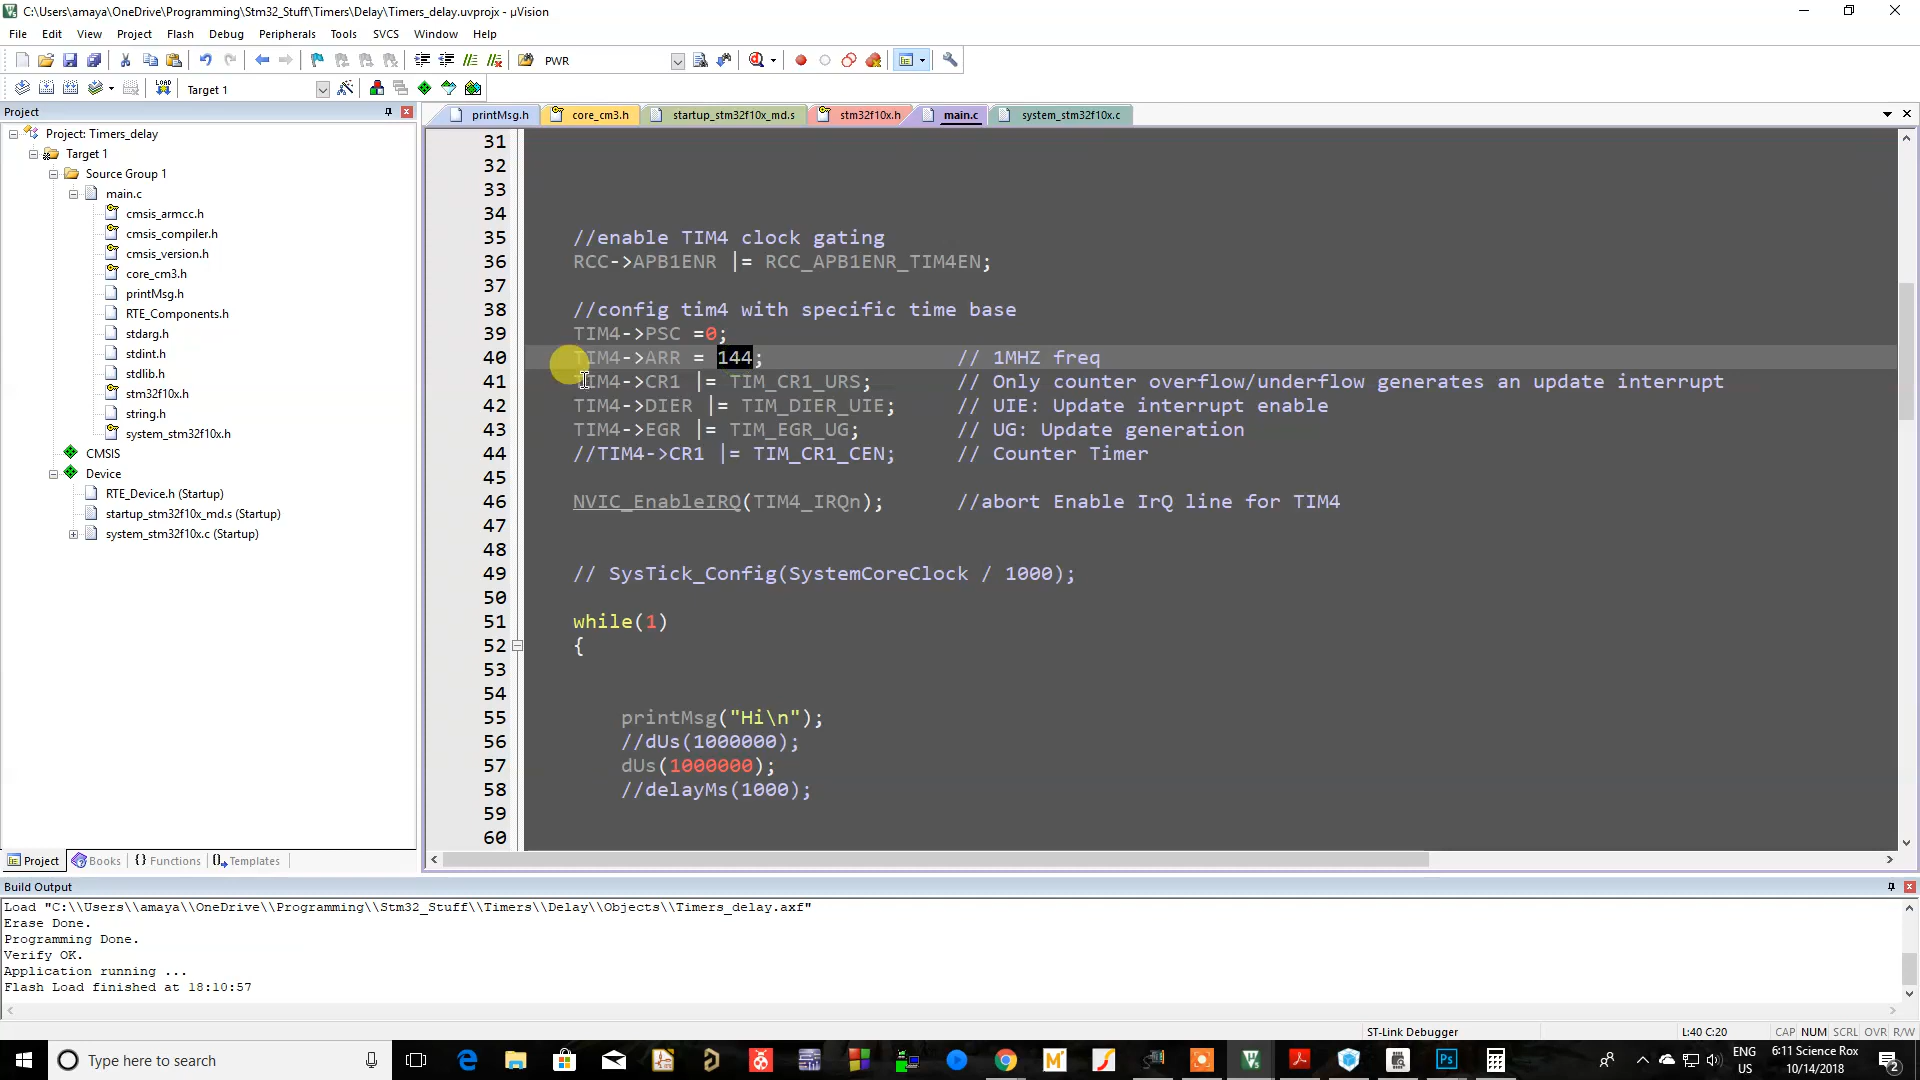 C:\Users\amaya\OneDrive\Programming\Stm32_Stuff\Timers\Delay\Timers_delay.uvprojx - µVision
File Edit View Project Flash Debug Peripherals Tools SVCS Window Help
PWR
LOAD Target 1
Project
printMsg.h core_cm3.h startup_stm32f10x_md.s stm32f10x.h main.c system_stm32f10x.c
Project: Timers_delay
Target 1
Source Group 1
main.c
cmsis_armcc.h
cmsis_compiler.h
cmsis_version.h
core_cm3.h
printMsg.h
RTE_Components.h
stdarg.h
stdint.h
stdlib.h
stm32f10x.h
string.h
system_stm32f10x.h
CMSIS
Device
RTE_Device.h (Startup)
startup_stm32f10x_md.s (Startup)
system_stm32f10x.c (Startup)
Project Books {} Functions Templates
31
32
33
34
35 //enable TIM4 clock gating
36 RCC->APB1ENR |= RCC_APB1ENR_TIM4EN;
37
38 //config tim4 with specific time base
39 TIM4->PSC =0;
40 TIM4->ARR = 144; // 1MHZ freq
41 TIM4->CR1 |= TIM_CR1_URS; // Only counter overflow/underflow generates an update interrupt
42 TIM4->DIER |= TIM_DIER_UIE; // UIE: Update interrupt enable
43 TIM4->EGR |= TIM_EGR_UG; // UG: Update generation
44 //TIM4->CR1 |= TIM_CR1_CEN; // Counter Timer
45
46 NVIC_EnableIRQ(TIM4_IRQn); //abort Enable IrQ line for TIM4
47
48
49 // SysTick_Config(SystemCoreClock / 1000);
50
51 while(1)
52 {
53
54
55 printMsg("Hi\n");
56 //dUs(1000000);
57 dUs(1000000);
58 //delayMs(1000);
59
60
Build Output
Load "C:\\Users\\amaya\\OneDrive\\Programming\\Stm32_Stuff\\Timers\\Delay\\Objects\\Timers_delay.axf"
Erase Done.
Programming Done.
Verify OK.
Application running ...
Flash Load finished at 18:10:57
ST-Link Debugger L:40 C:20 CAP NUM SCRL OVR R/W
Type here to search
ENG
US
6:11 Science Rox
10/14/2018
2